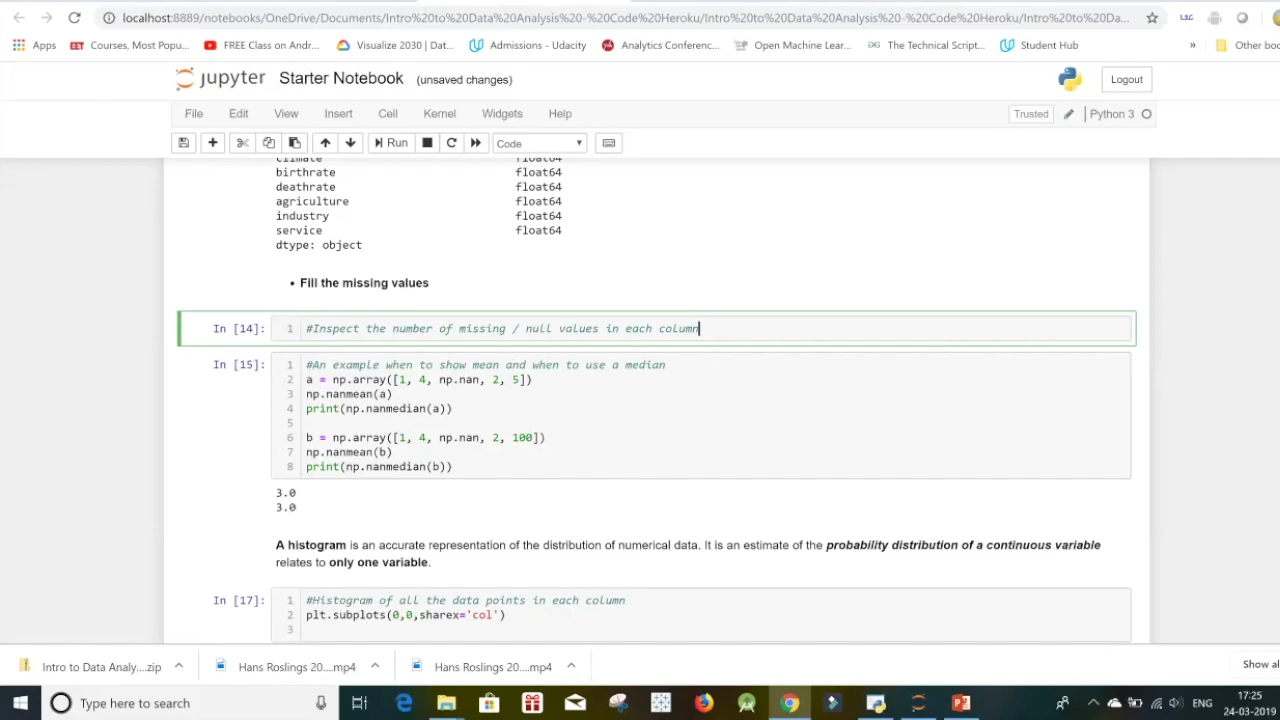 localhost:8889/notebooks/OneDrive/Documents/Intro%20to%20Data%20Analysis%20-%20Code%20Heroku/Intro%20to%20Data%20Analysis%20-%20Code%20Heroku/Intro%20to%20Da...
Apps Courses, Most Popu... FREE Class on Andr... Visualize 2030 | Dat... Admissions - Udacity Analytics Conferenc... Open Machine Lear... The Technical Script... Student Hub » Other boo
jupyter Starter Notebook (unsaved changes) Logout
File Edit View Insert Cell Kernel Widgets Help Trusted Python 3
Run Code
climate float64
birthrate float64
deathrate float64
agriculture float64
industry float64
service float64
dtype: object
• Fill the missing values
In [14]: 1 #Inspect the number of missing / null values in each column
In [15]: 1 #An example when to show mean and when to use a median
2 a = np.array([1, 4, np.nan, 2, 5])
3 np.nanmean(a)
4 print(np.nanmedian(a))
5
6 b = np.array([1, 4, np.nan, 2, 100])
7 np.nanmean(b)
8 print(np.nanmedian(b))
3.0
3.0
A histogram is an accurate representation of the distribution of numerical data. It is an estimate of the probability distribution of a continuous variable
relates to only one variable.
In [17]: 1 #Histogram of all the data points in each column
2 plt.subplots(0,0,sharex='col')
3
Intro to Data Analy....zip Hans Roslings 20....mp4 Hans Roslings 20....mp4 Show al
Type here to search ENG 17:25
24-03-2019